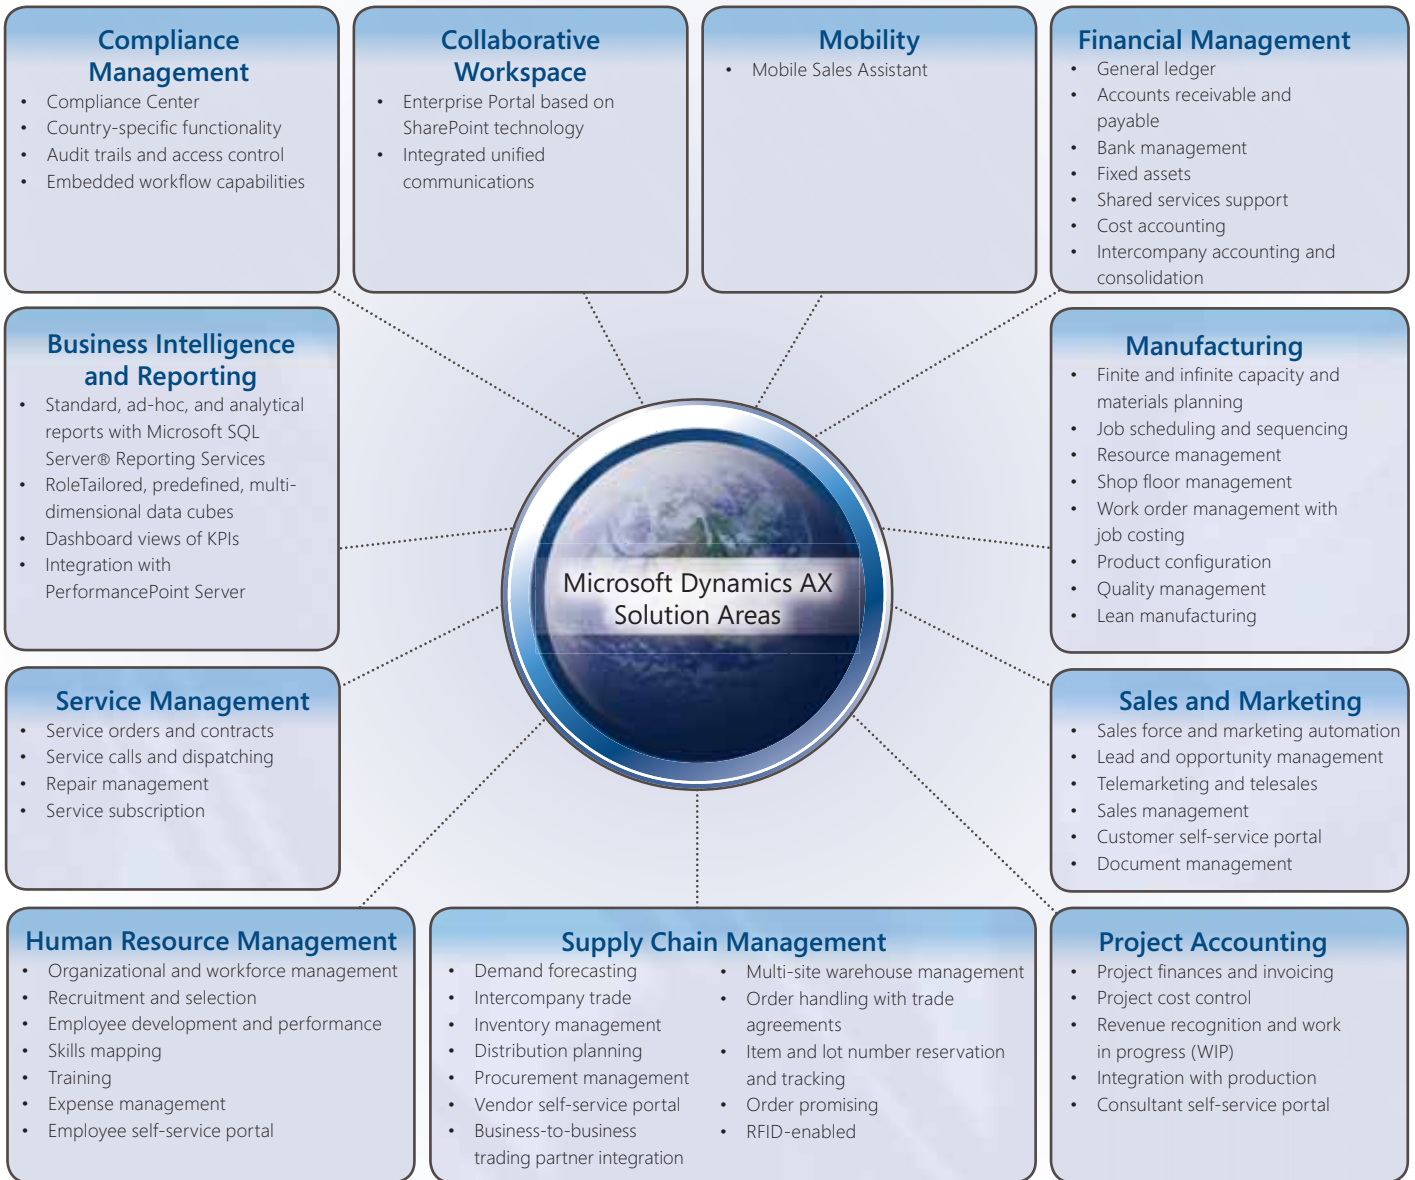 Compliance
Management
• Compliance Center
• Country-specific functionality
• Audit trails and access control
• Embedded workflow capabilities
Collaborative
Workspace
• Enterprise Portal based on
SharePoint technology
• Integrated unified
communications
Mobility
• Mobile Sales Assistant
Financial Management
• General ledger
• Accounts receivable and
payable
• Bank management
• Fixed assets
• Shared services support
• Cost accounting
• Intercompany accounting and
consolidation
Business Intelligence
and Reporting
• Standard, ad-hoc, and analytical
reports with Microsoft SQL
Server® Reporting Services
• RoleTailored, predefined, multi-
dimensional data cubes
• Dashboard views of KPIs
• Integration with
PerformancePoint Server
Microsoft Dynamics AX
Solution Areas
Manufacturing
• Finite and infinite capacity and
materials planning
• Job scheduling and sequencing
• Resource management
• Shop floor management
• Work order management with
job costing
• Product configuration
• Quality management
• Lean manufacturing
Service Management
• Service orders and contracts
• Service calls and dispatching
• Repair management
• Service subscription
Sales and Marketing
• Sales force and marketing automation
• Lead and opportunity management
• Telemarketing and telesales
• Sales management
• Customer self-service portal
• Document management
Human Resource Management
• Organizational and workforce management
• Recruitment and selection
• Employee development and performance
• Skills mapping
• Training
• Expense management
• Employee self-service portal
Supply Chain Management
• Demand forecasting
• Intercompany trade
• Inventory management
• Distribution planning
• Procurement management
• Vendor self-service portal
• Business-to-business
trading partner integration
• Multi-site warehouse management
• Order handling with trade
agreements
• Item and lot number reservation
and tracking
• Order promising
• RFID-enabled
Project Accounting
• Project finances and invoicing
• Project cost control
• Revenue recognition and work
in progress (WIP)
• Integration with production
• Consultant self-service portal